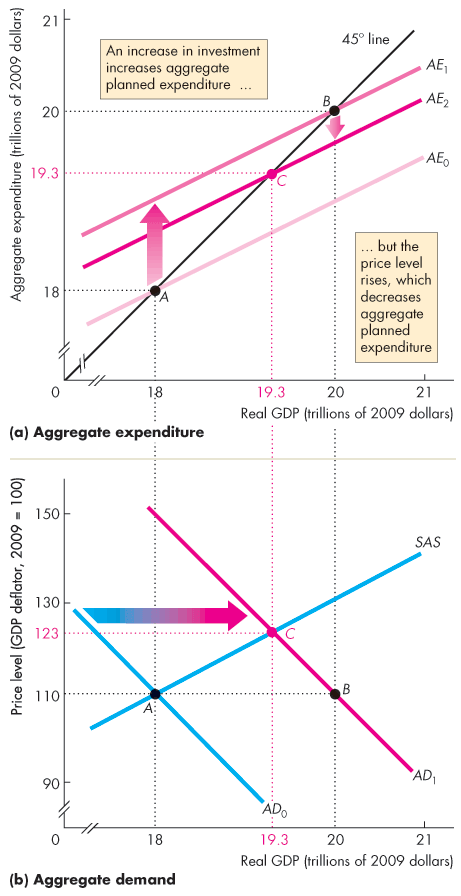 Aggregate expenditure (trillions of 2009 dollars)
21
20
19.3
18
0
An increase in investment
increases aggregate
planned expenditure ...
45° line
AE1
AE2
AE0
B
C
A
... but the
price level
rises, which
decreases
aggregate
planned
expenditure
18
19.3
20
21
Real GDP (trillions of 2009 dollars)
(a) Aggregate expenditure
Price level (GDP deflator, 2009 = 100)
150
130
123
110
90
0
SAS
C
A
B
AD0
AD1
18
19.3
20
21
Real GDP (trillions of 2009 dollars)
(b) Aggregate demand